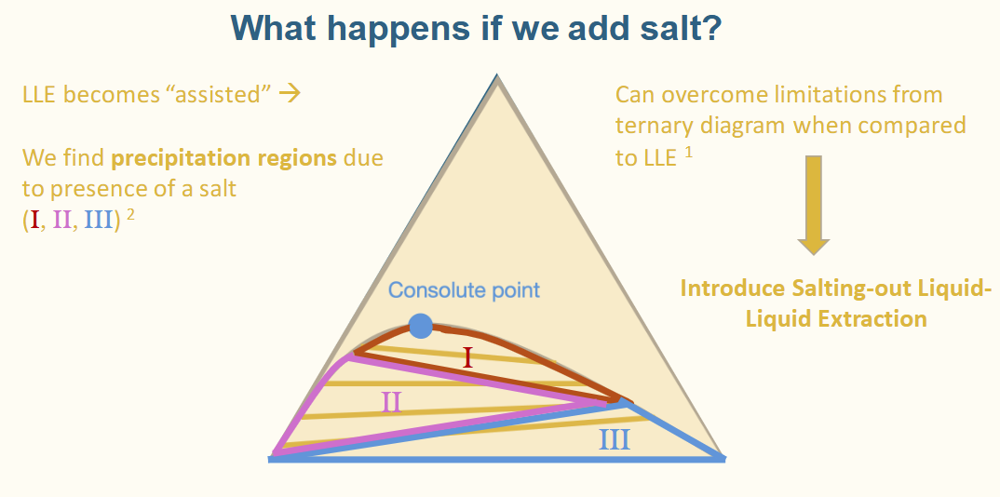 What happens if we add salt?
LLE becomes “assisted” →
We find precipitation regions due
to presence of a salt
(I, II, III) 2
Can overcome limitations from
ternary diagram when compared
to LLE 1
Introduce Salting-out Liquid-
Liquid Extraction
Consolute point
I
II
III